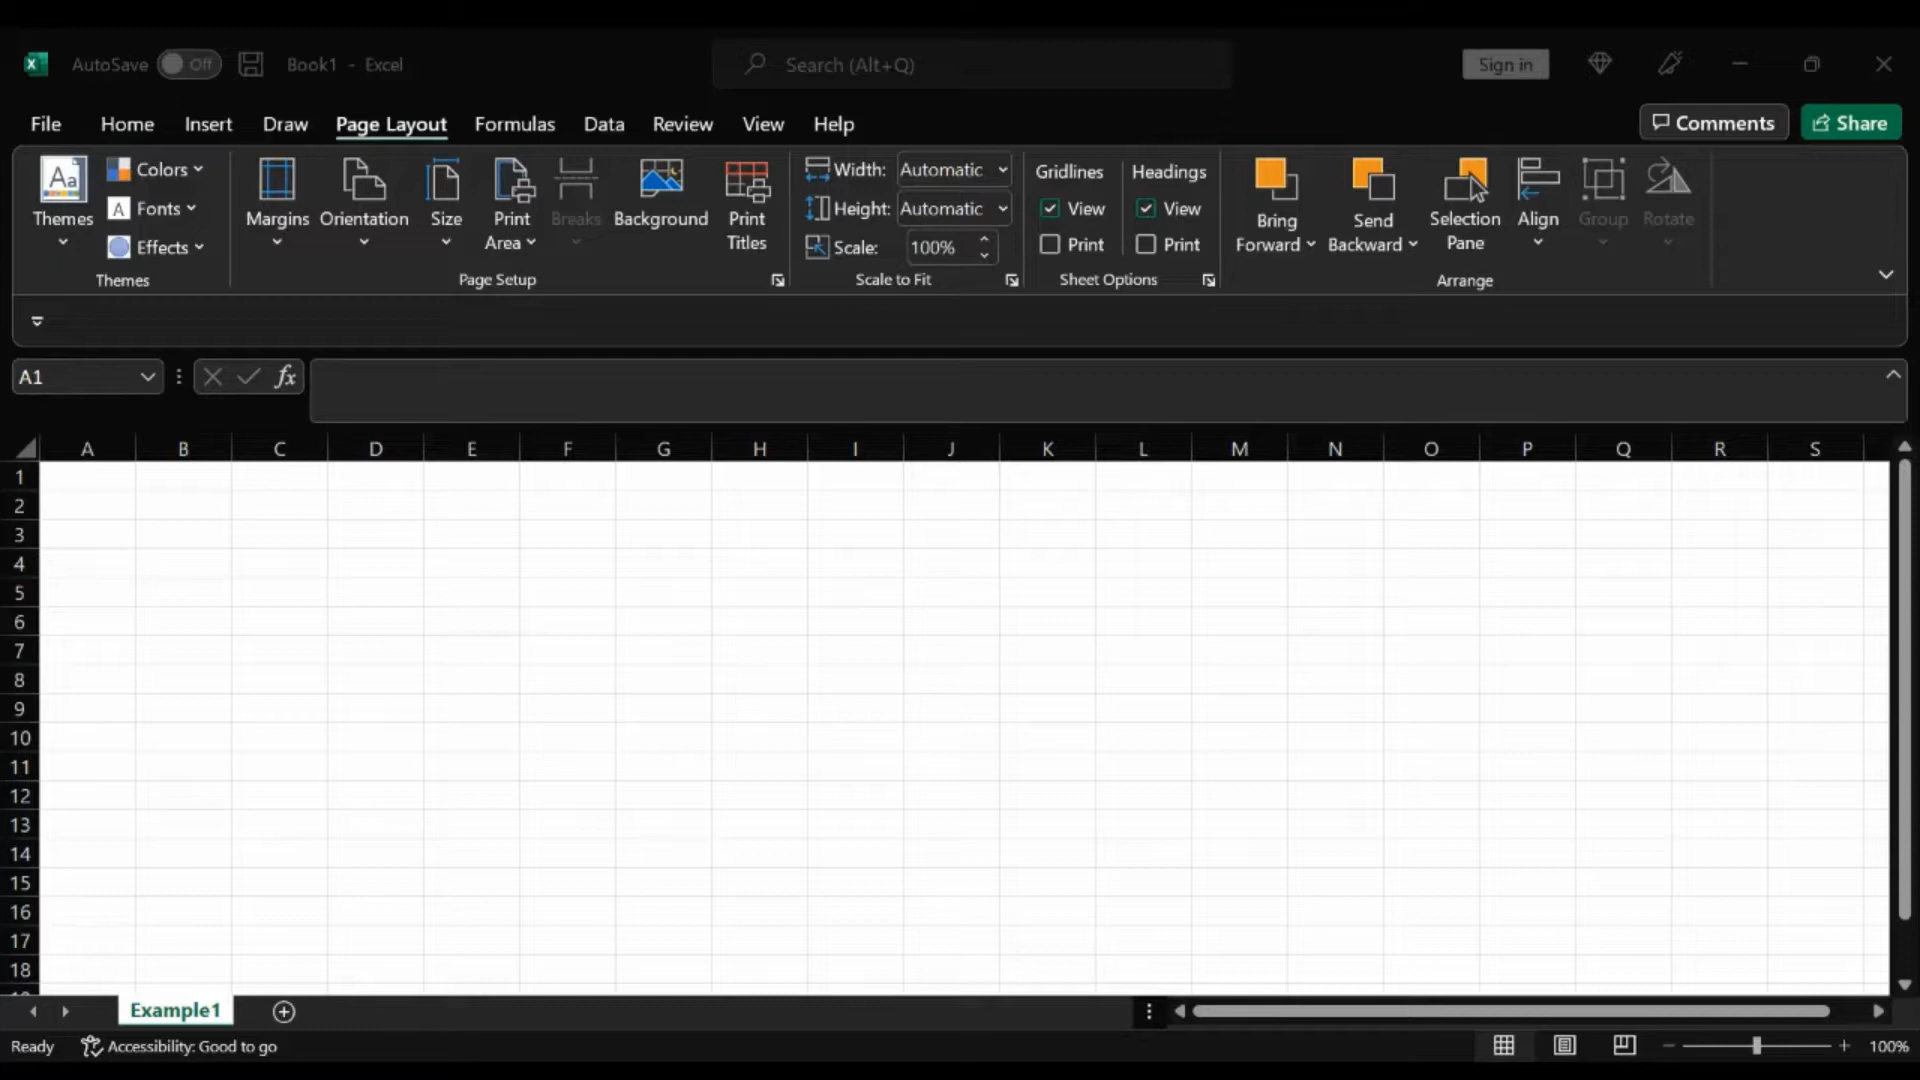 AutoSave Off Book1 - Excel Search (Alt+Q) Sign in
File Home Insert Draw Page Layout Formulas Data Review View Help Comments Share
Themes Colors Fonts Effects
Themes
Margins Orientation Size Print Area Breaks Background Print Titles
Page Setup
Width: Automatic
Height: Automatic
Scale: 100%
Scale to Fit
Gridlines Headings
View View
Print Print
Sheet Options
Bring Forward Send Backward Selection Pane Align Group Rotate
Arrange
A1 fx
A B C D E F G H I J K L M N O P Q R S
1
2
3
4
5
6
7
8
9
10
11
12
13
14
15
16
17
18
Example1
Ready Accessibility: Good to go 100%